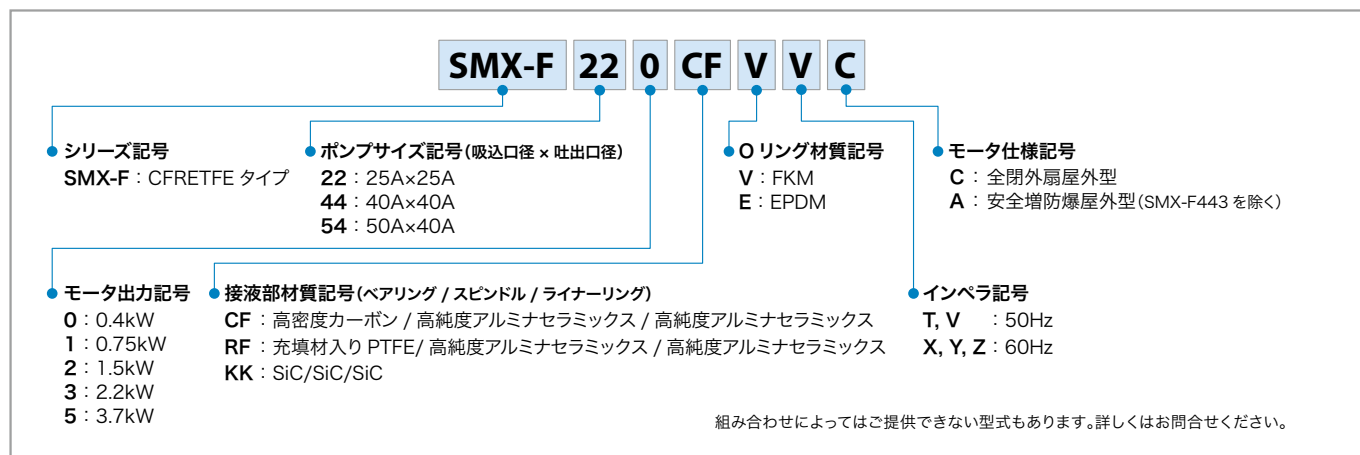 SMX-F 22 0 CF V V C
シリーズ記号
SMX-F：CFRETFE タイプ
ポンプサイズ記号(吸込口径 × 吐出口径)
22：25A×25A
44：40A×40A
54：50A×40A
O リング材質記号
V：FKM
E：EPDM
モータ仕様記号
C：全閉外扇屋外型
A：安全増防爆屋外型(SMX-F443 を除く)
モータ出力記号
0：0.4kW
1：0.75kW
2：1.5kW
3：2.2kW
5：3.7kW
接液部材質記号(ベアリング / スピンドル / ライナーリング)
CF：高密度カーボン / 高純度アルミナセラミックス / 高純度アルミナセラミックス
RF：充填材入り PTFE/ 高純度アルミナセラミックス / 高純度アルミナセラミックス
KK：SiC/SiC/SiC
インペラ記号
T, V ：50Hz
X, Y, Z：60Hz
組み合わせによってはご提供できない型式もあります。詳しくはお問合せください。